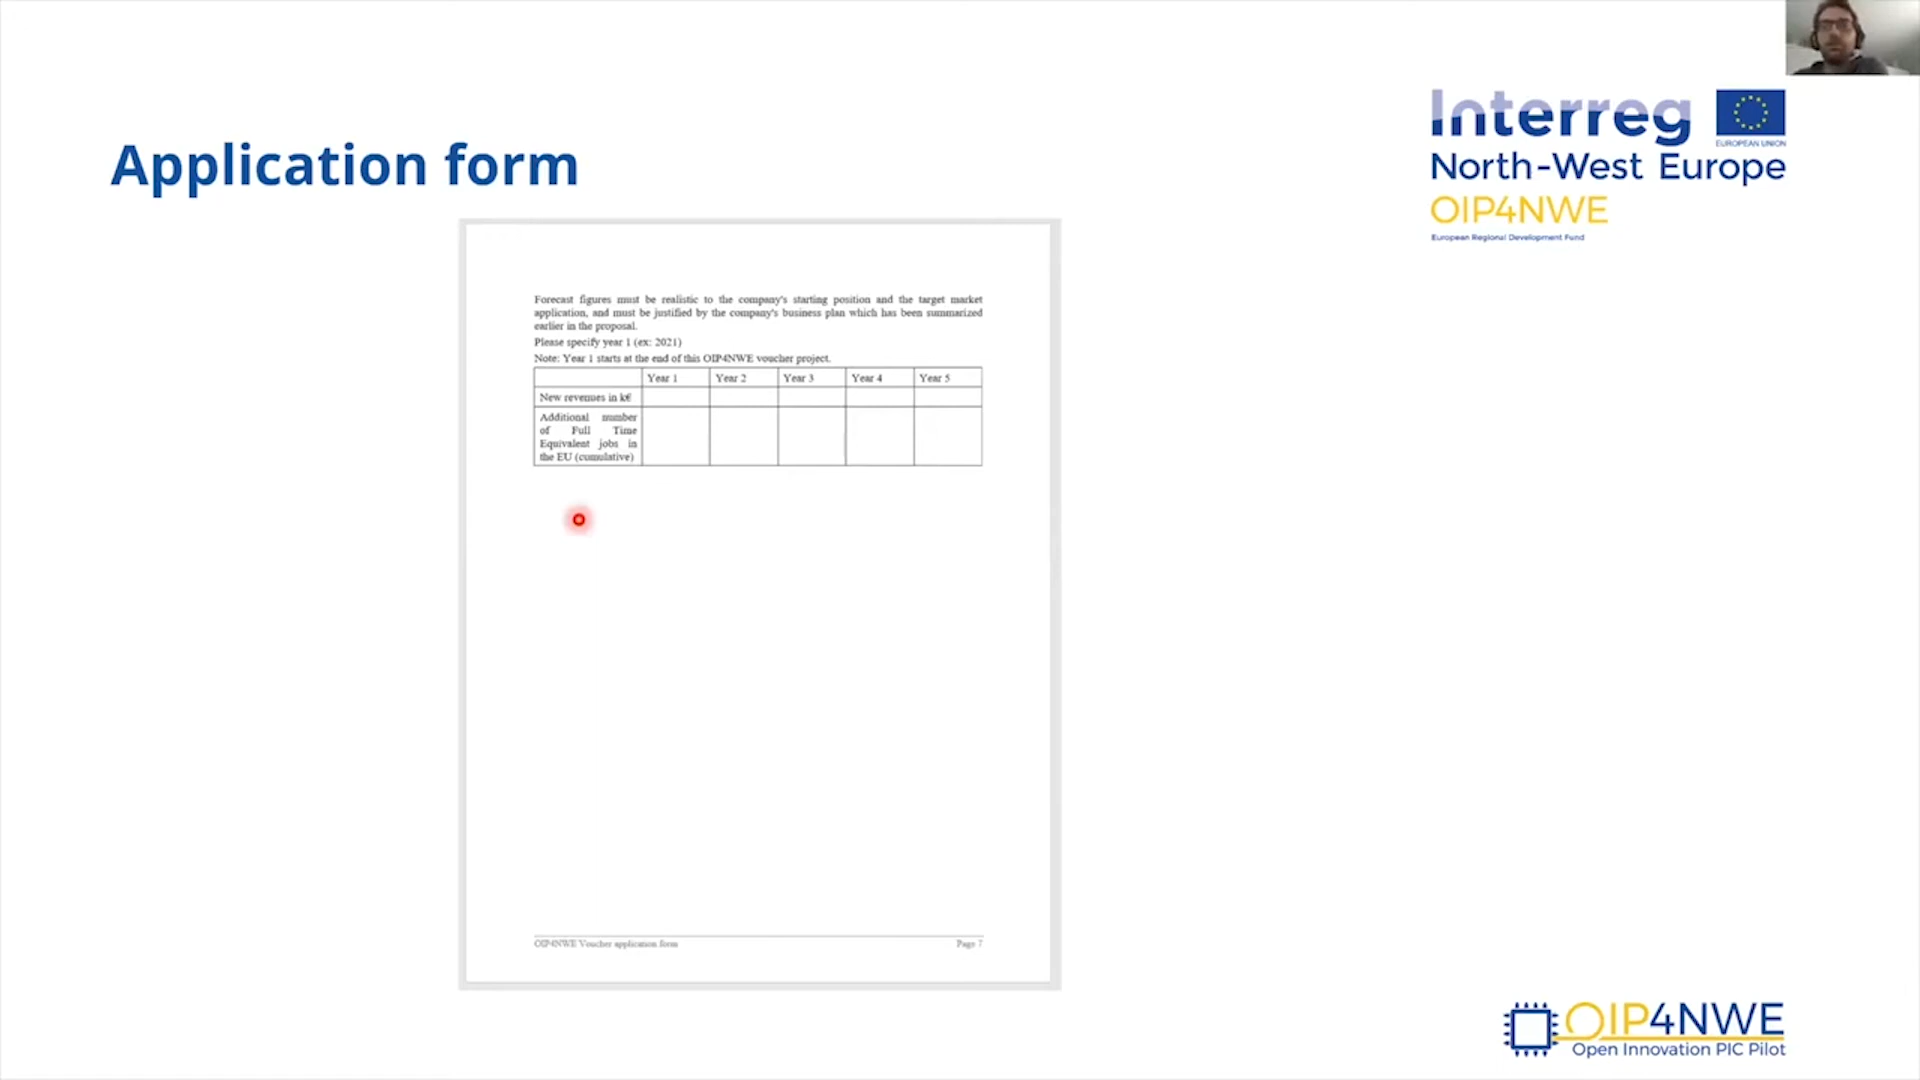 Interreg
EUROPEAN UNION
North-West Europe
OIP4NWE
European Regional Development Fund
Application form
Forecast figures must be realistic to the company's starting position and the target market
application, and must be justified by the company's business plan which has been summarized
earlier in the proposal.
Please specify year 1 (ex: 2021)
Note: Year 1 starts at the end of this OIP4NWE voucher project.
Year 1 Year 2 Year 3 Year 4 Year 5
New revenues in k€
Additional number
of Full Time
Equivalent jobs in
the EU (cumulative)
OIP4NWE Voucher application form Page 7
OIP4NWE
Open Innovation PIC Pilot